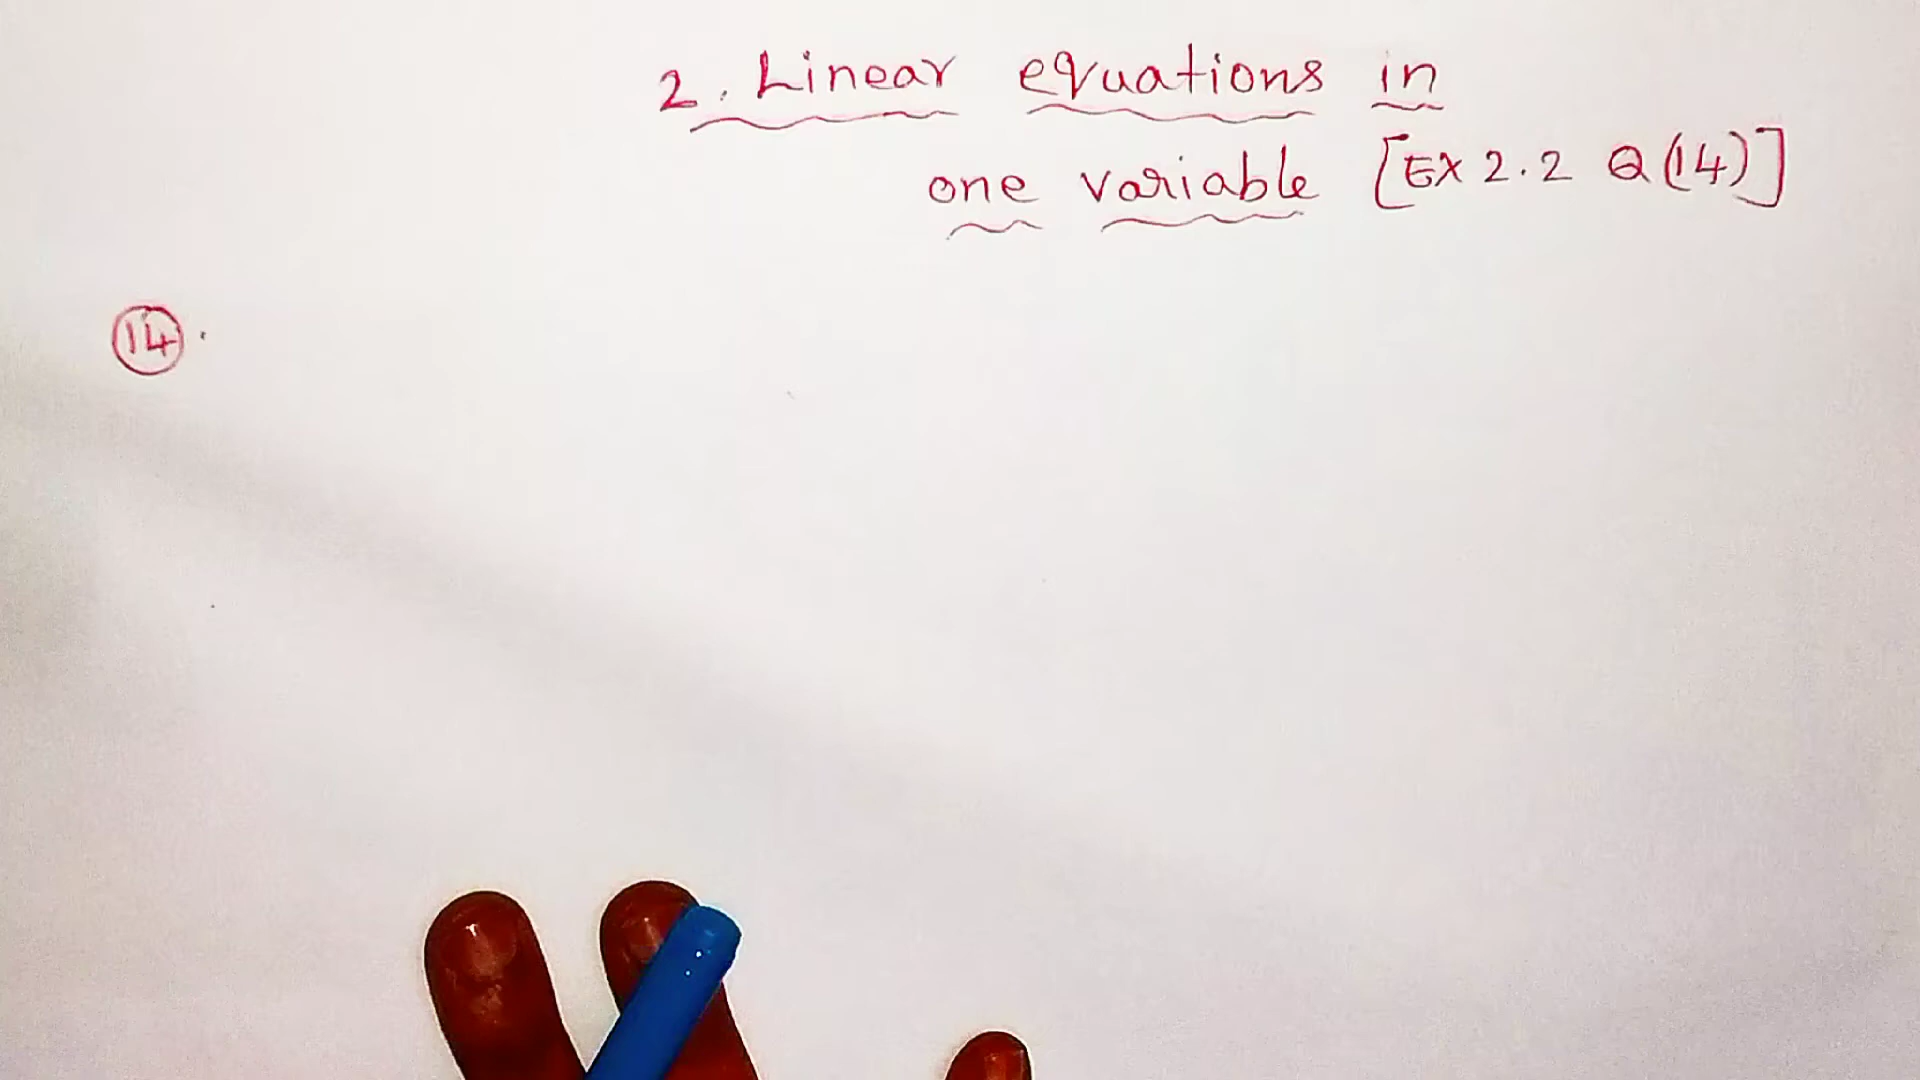 2. Linear equations in
one variable [EX 2.2 Q(14)]
14.